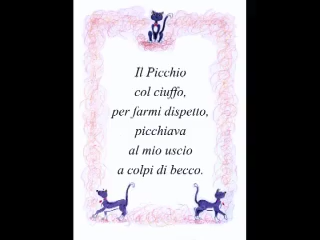 Il Picchio
col ciuffo,
per farmi dispetto,
picchiava
al mio uscio
a colpi di becco.